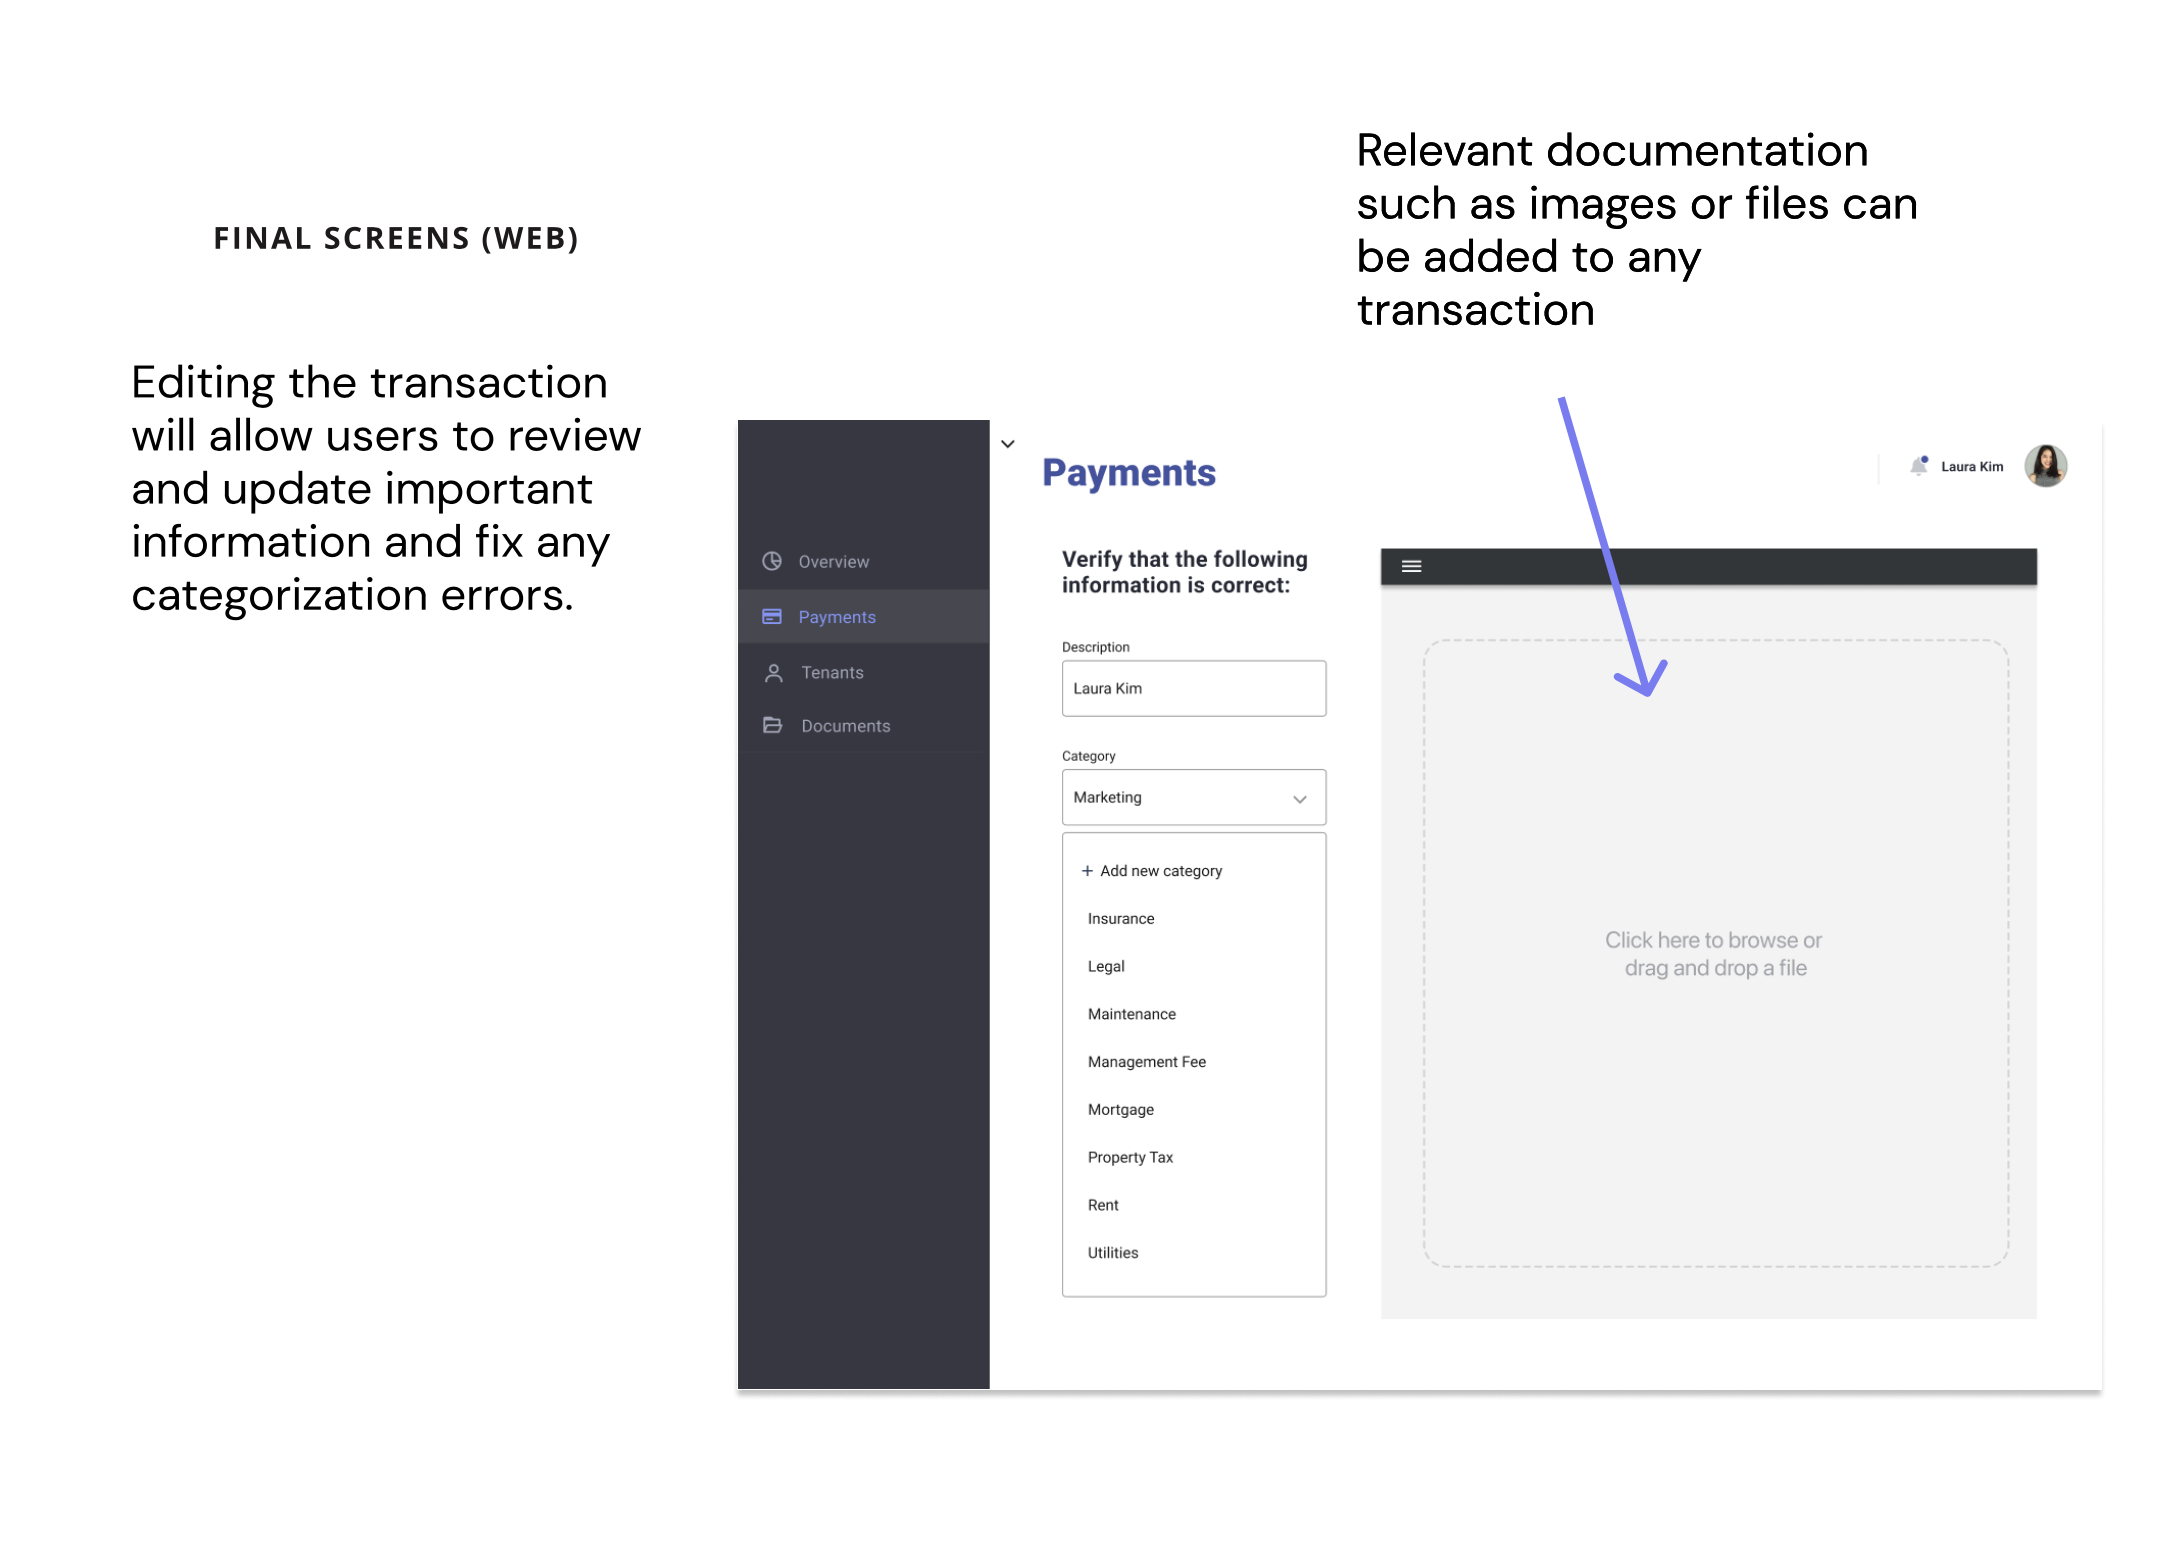 FINAL SCREENS (WEB)
Editing the transaction
will allow users to review
and update important
information and fix any
categorization errors.
Relevant documentation
such as images or files can
be added to any
transaction
Overview
Payments
Tenants
Documents
Payments
Laura Kim
Verify that the following
information is correct:
Description
Laura Kim
Category
Marketing
+ Add new category
Insurance
Legal
Maintenance
Management Fee
Mortgage
Property Tax
Rent
Utilities
Click here to browse or
drag and drop a file